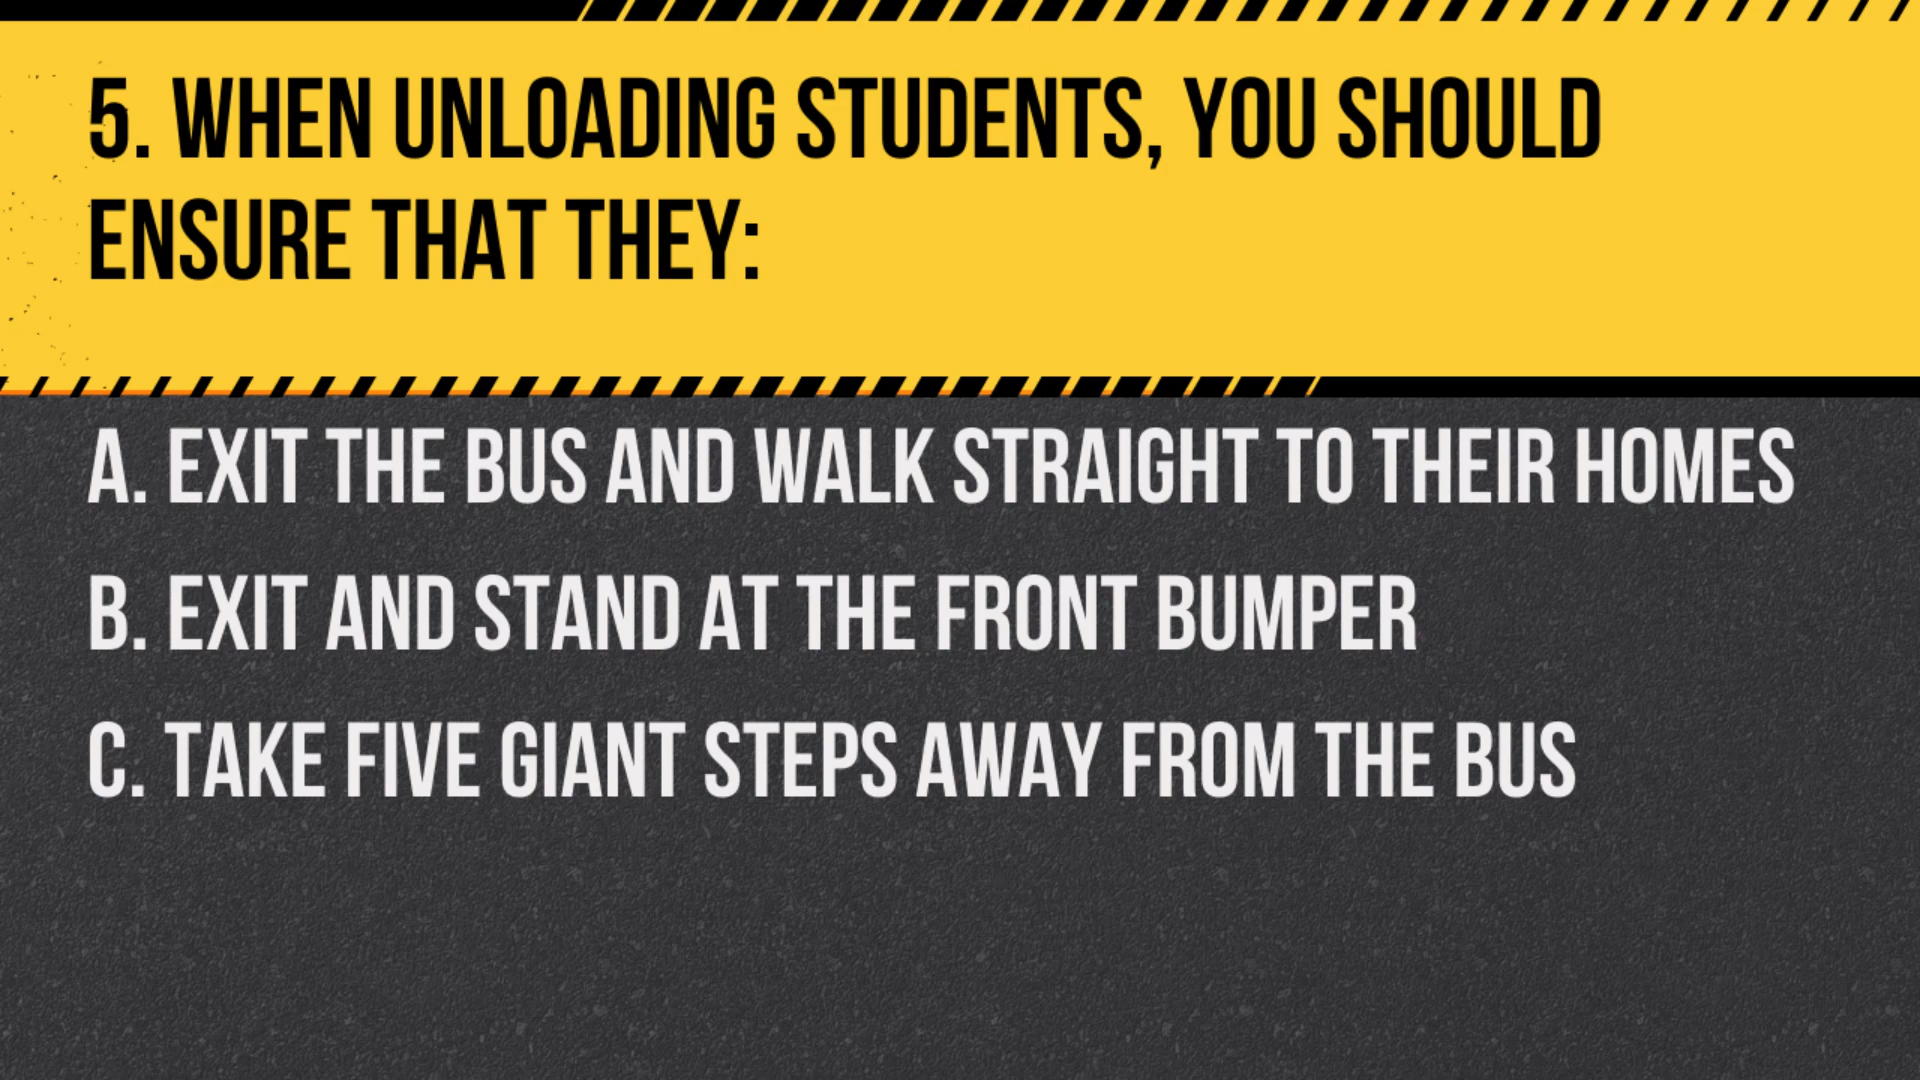 5. WHEN UNLOADING STUDENTS, YOU SHOULD
ENSURE THAT THEY:
A. EXIT THE BUS AND WALK STRAIGHT TO THEIR HOMES
B. EXIT AND STAND AT THE FRONT BUMPER
C. TAKE FIVE GIANT STEPS AWAY FROM THE BUS